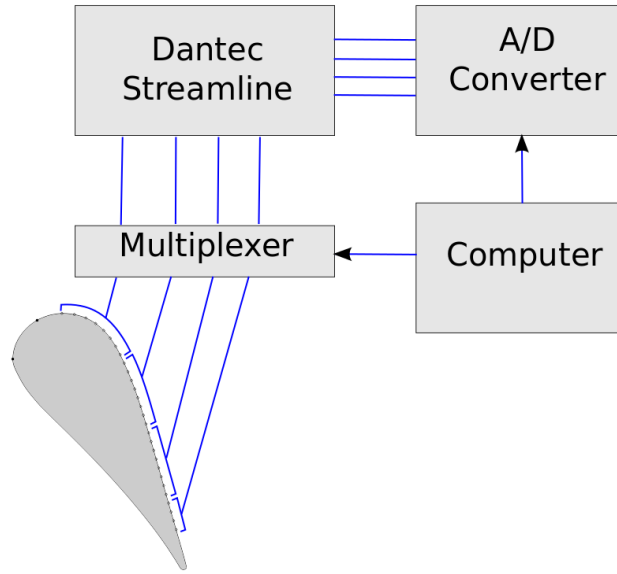 Dantec
Streamline
A/D
Converter
Multiplexer
Computer